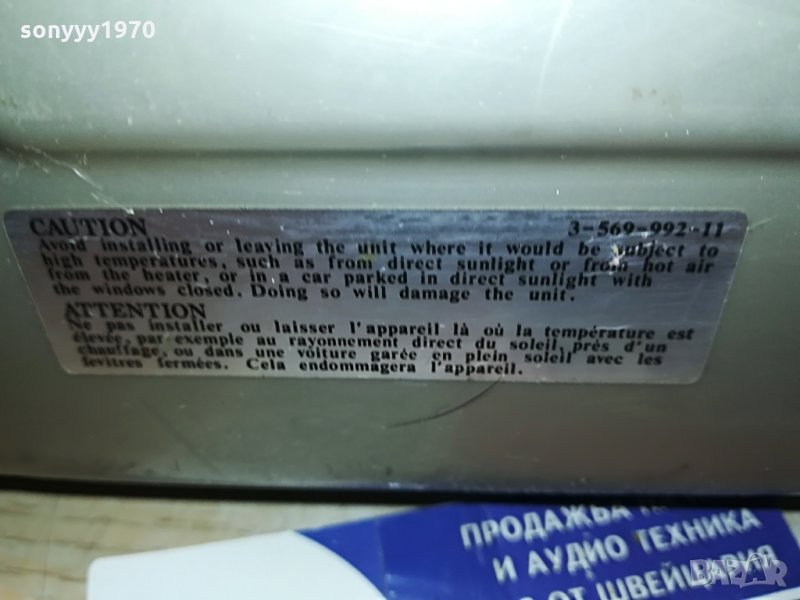 sonyyy1970
CAUTION 3-569-992-11
Avoid installing or leaving the unit where it would be subject to
high temperatures, such as from direct sunlight or from hot air
from the heater, or in a car parked in direct sunlight with
the windows closed. Doing so will damage the unit.
ATTENTION
Ne pas installer ou laisser l'appareil là où la température est
élevée, par exemple au rayonnement direct du soleil, près d'un
chauffage, ou dans une voiture garée en plein soleil avec les
fevitres fermées. Cela endommagera l'appareil.
ПРОДАЖБА
И АУДИО ТЕХНИКА
ОТ ШВЕЙЦАРИЯ
BAZAR